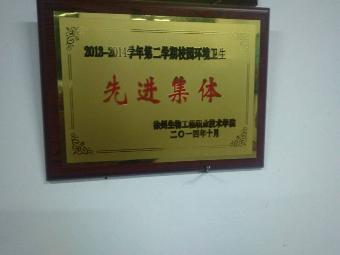 2013-2014学年第二学期校园环境卫生
先进集体
徐州生物工程职业技术学院
二〇一四年十月